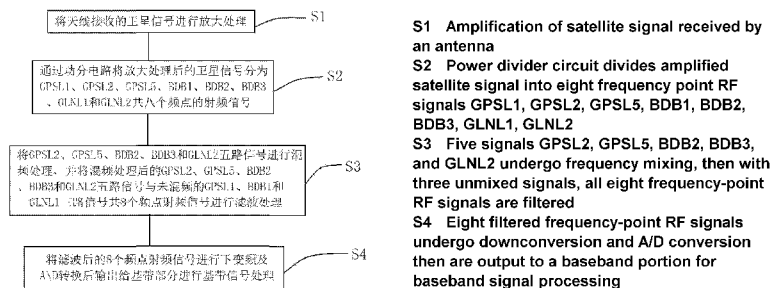 将天线接收的卫星信号进行放大处理
S1
通过功分电路将放大处理后的卫星信号分为
GPSL1、GPSL2、GPSL5、BDB1、BDB2、BDB3
、GLNL1和GLNL2共八个频点的射频信号
S2
将GPSL2、GPSL5、BDB2、BDB3和GLNL2五路信号进行混
频处理、并将混频处理后的GPSL2、GPSL5、BDB2
、BDB3和GLNL2五路信号与未混频的GPSL1、BDB1和
GLNL1 信号共8个频点射频信号进行滤波处理
S3
将滤波后的8个频点射频信号进行下变频及
A\D转换后输出给基带部分进行基带信号处理
S4
S1 Amplification of satellite signal received by
an antenna
S2 Power divider circuit divides amplified
satellite signal into eight frequency point RF
signals GPSL1, GPSL2, GPSL5, BDB1, BDB2,
BDB3, GLNL1, GLNL2
S3 Five signals GPSL2, GPSL5, BDB2, BDB3,
and GLNL2 undergo frequency mixing, then with
three unmixed signals, all eight frequency-point
RF signals are filtered
S4 Eight filtered frequency-point RF signals
undergo downconversion and A/D conversion
then are output to a baseband portion for
baseband signal processing